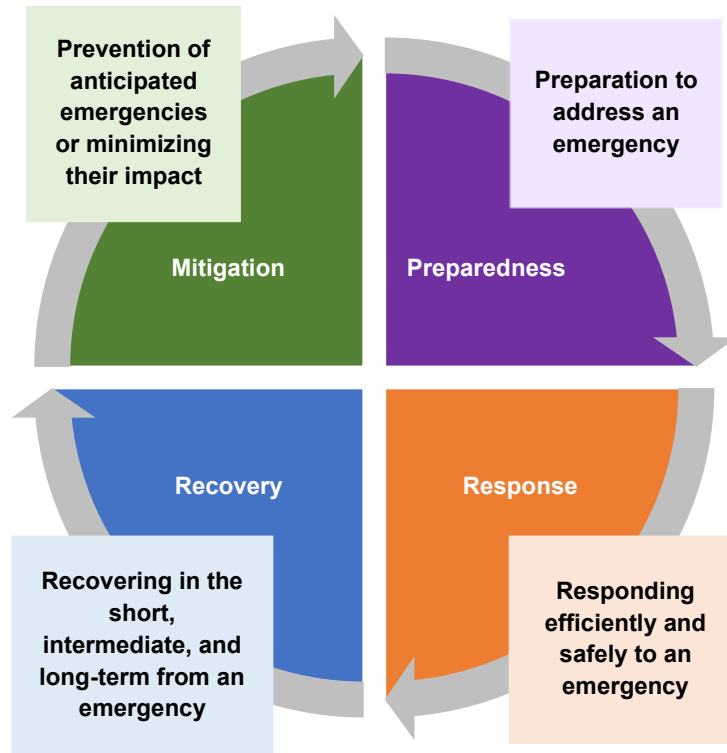 Prevention of
anticipated
emergencies
or minimizing
their impact
Preparation to
address an
emergency
Mitigation
Preparedness
Recovery
Response
Recovering in the
short,
intermediate, and
long-term from an
emergency
Responding
efficiently and
safely to an
emergency